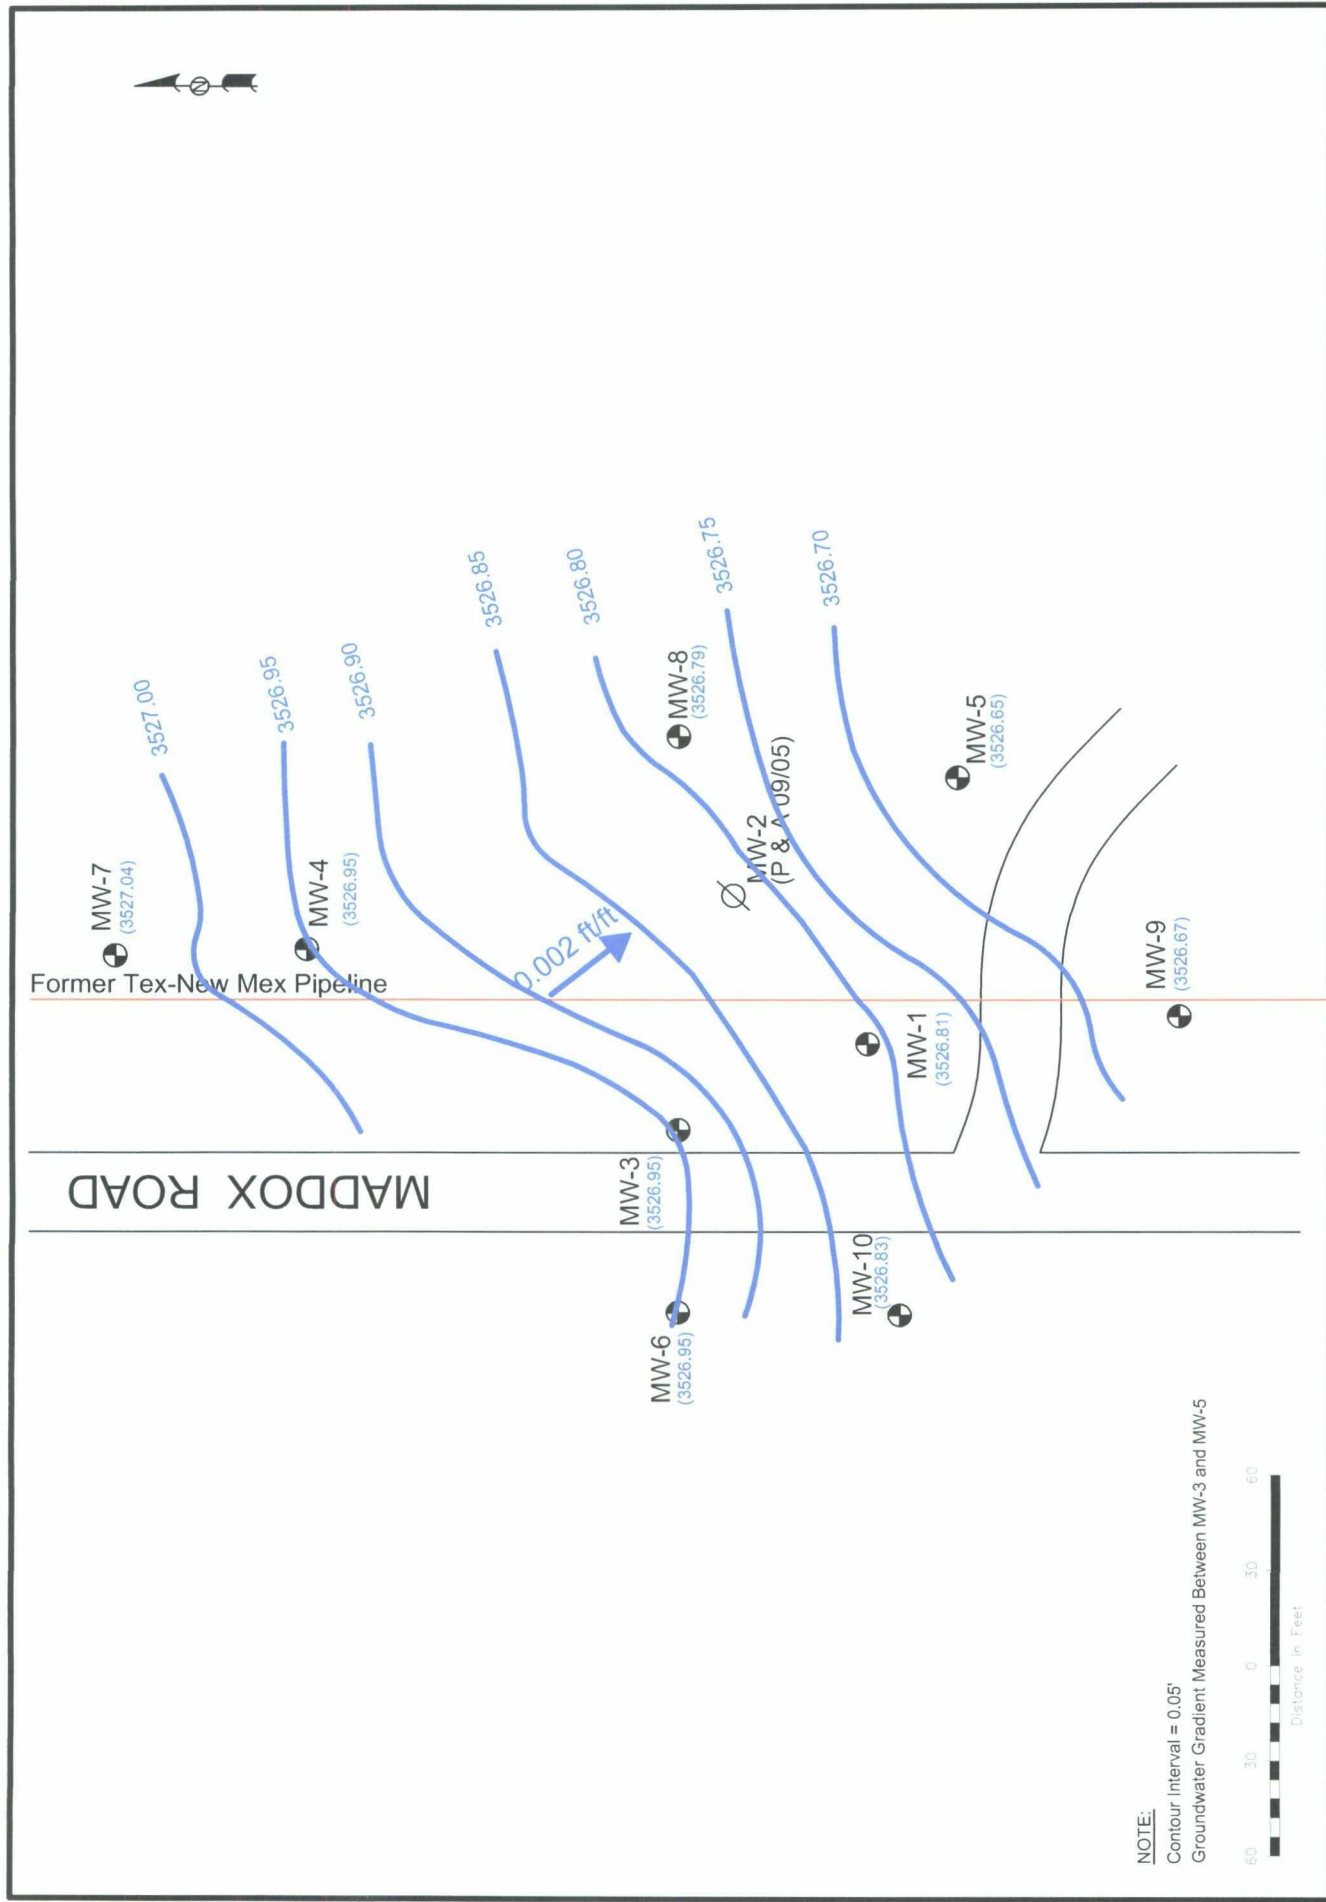 N
3527.00
3526.95
3526.90
3526.85
3526.80
3526.75
3526.70
MW-7
(3527.04)
MW-4
(3526.95)
Former Tex-New Mex Pipeline
0.002 ft/ft
MW-8
(3526.79)
MW-2
(P & A 09/05)
MW-5
(3526.65)
MW-9
(3526.67)
MW-1
(3526.81)
MADDOX ROAD
MW-3
(3526.95)
MW-10
(3526.83)
MW-6
(3526.95)
NOTE:
Contour Interval = 0.05'
Groundwater Gradient Measured Between MW-3 and MW-5
60 30 0 30 60
Distance in Feet